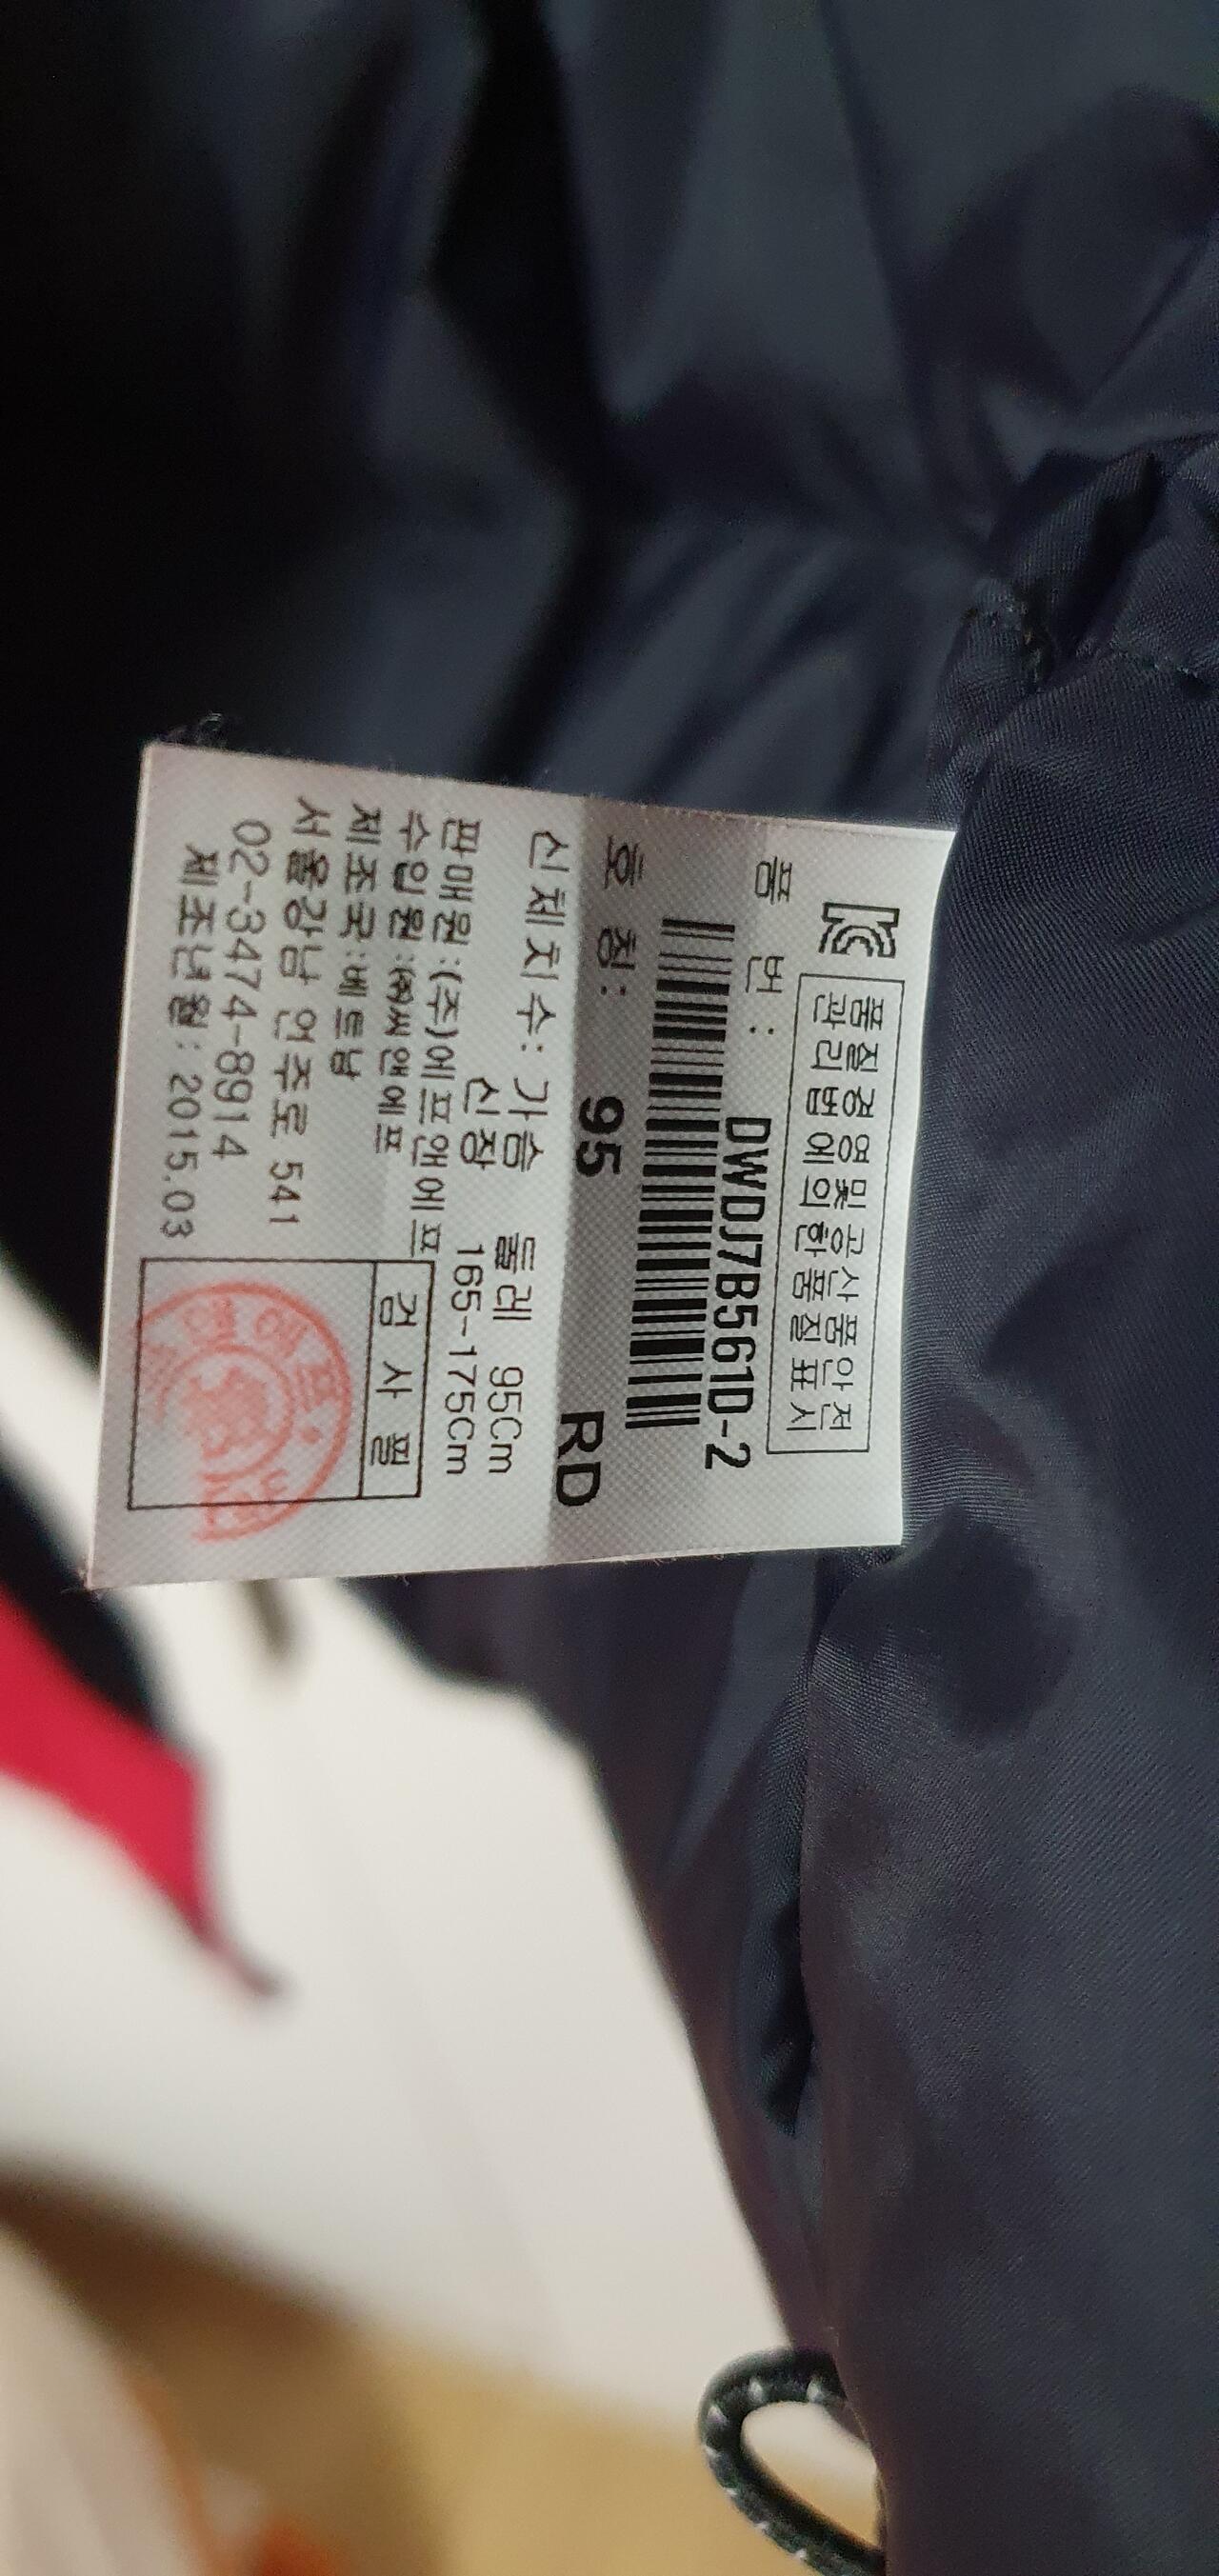 품질경영 및 공산품안전
관리법에 의한 품질표시
품 번 : DWDJ7B561D-2
호 칭 : 95 RD
신체치수: 가슴 둘레 95Cm
신장 165-175Cm
판매원:(주)에프앤에프
수입원:㈜씨앤에프
제조국:베트남
서울강남 언주로 541
02-3474-8914
제조년월: 2015.03
검사필